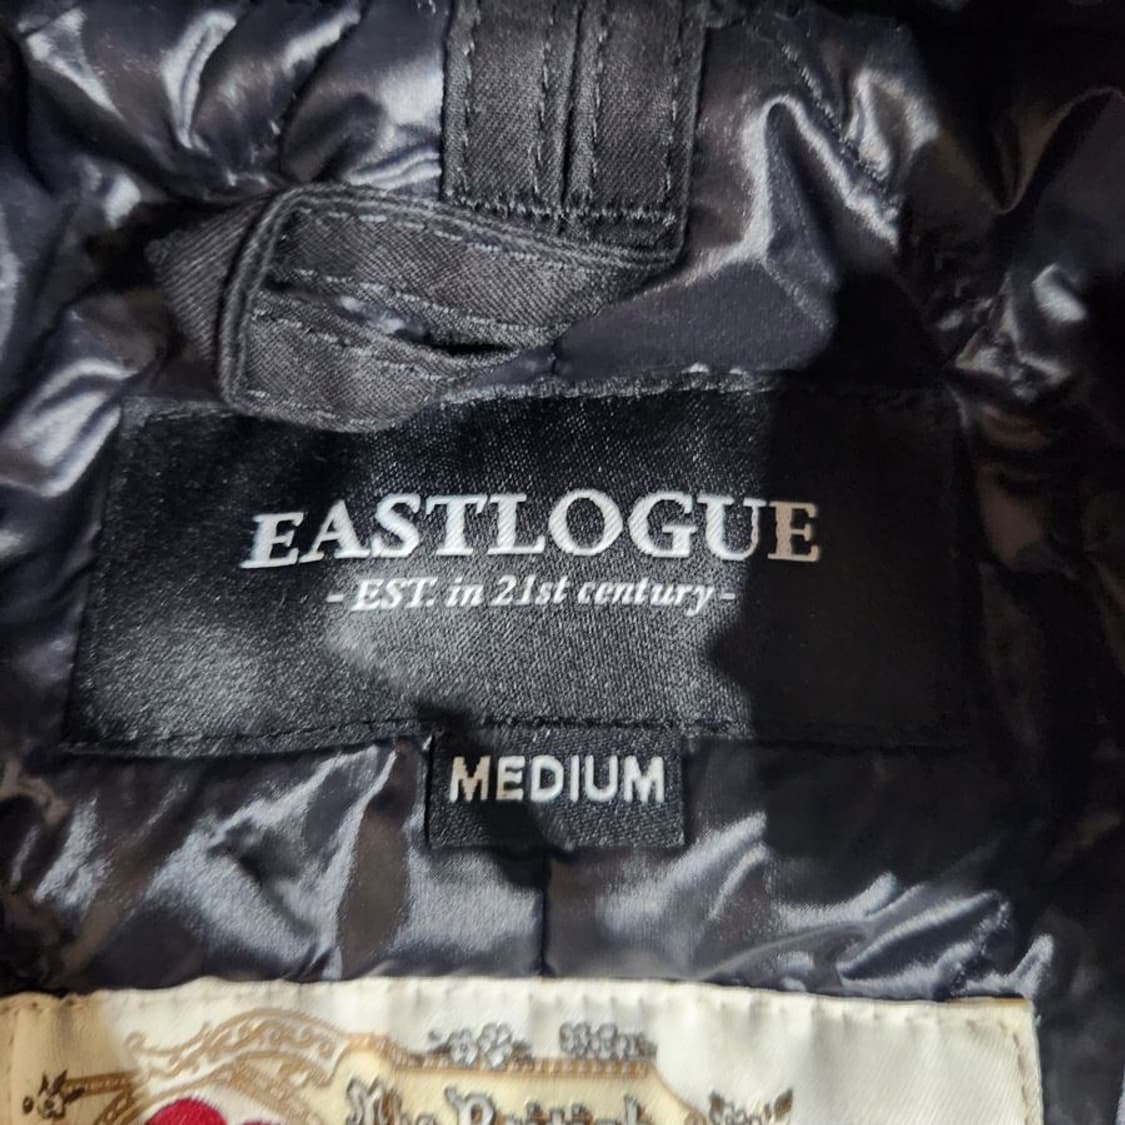 EASTLOGUE
- EST. in 21st century -
MEDIUM